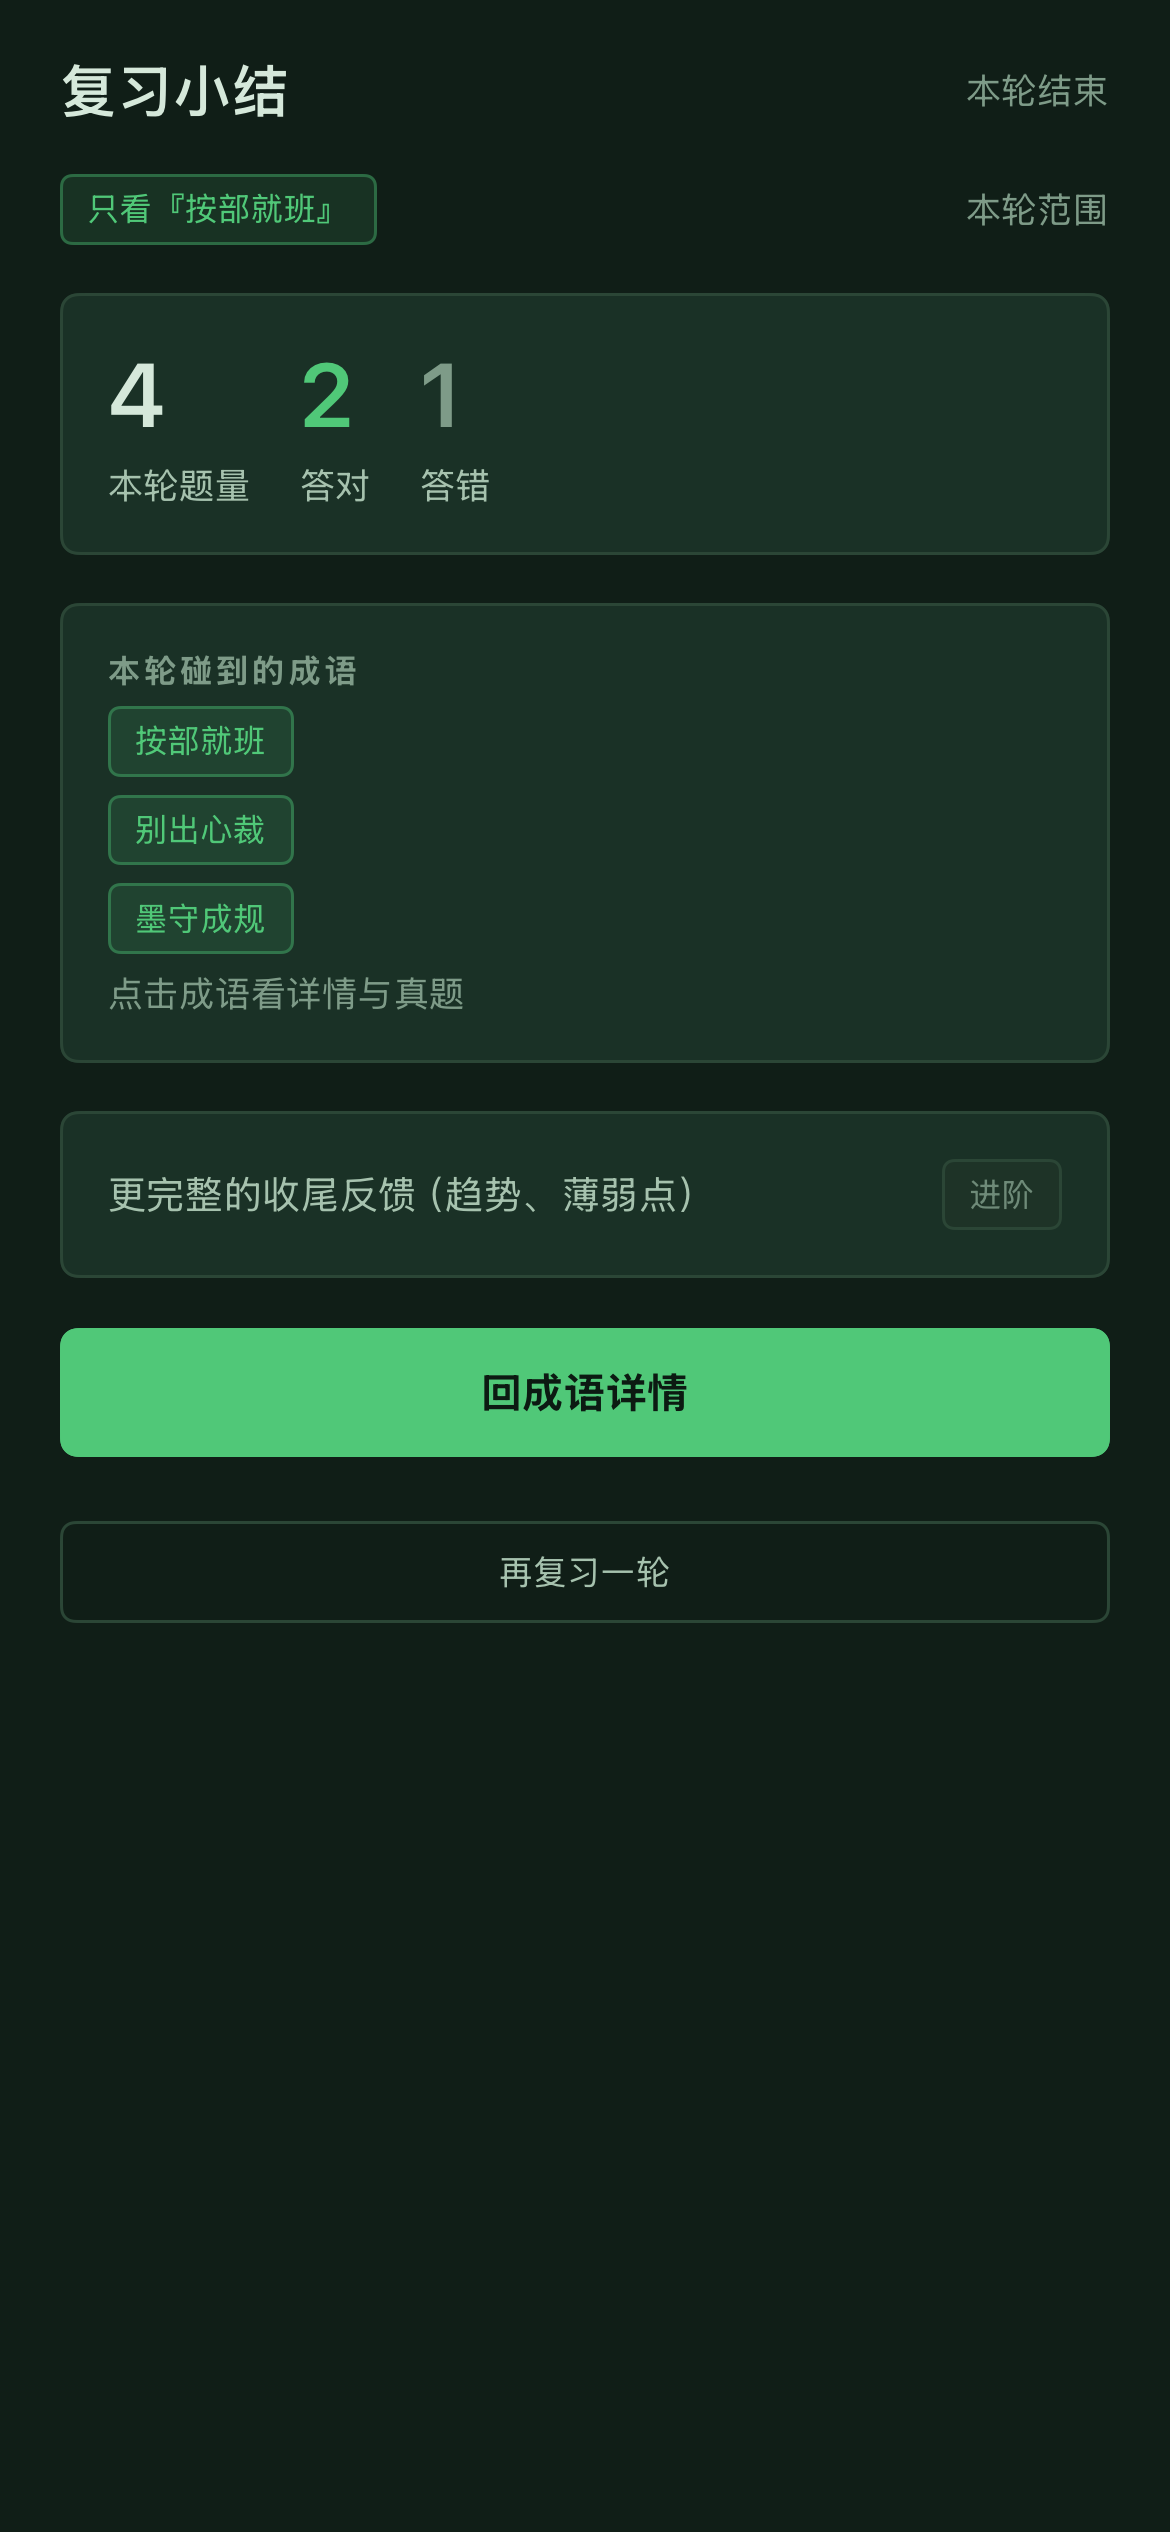 复习小结
本轮结束
只看『按部就班』
本轮范围
4 2 1
本轮题量 答对 答错
本轮碰到的成语
按部就班
别出心裁
墨守成规
点击成语看详情与真题
更完整的收尾反馈（趋势、薄弱点）
进阶
回成语详情
再复习一轮